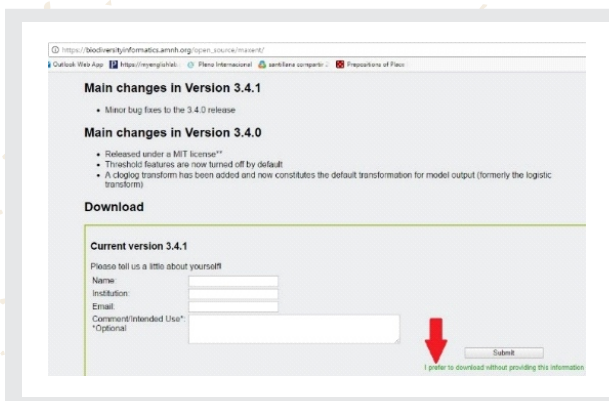 https://biodiversityinformatics.amnh.org/open_source/maxent/
Outlook Web App https://myenglishlab Pleno Internacional santillana compartir Prepositions of Place
Main changes in Version 3.4.1
• Minor bug fixes to the 3.4.0 release
Main changes in Version 3.4.0
• Released under a MIT license**
• Threshold features are now turned off by default
• A cloglog transform has been added and now constitutes the default transformation for model output (formerly the logistic
transform)
Download
Current version 3.4.1
Please tell us a little about yourself!
Name:
Institution:
Email:
Comment/Intended Use*:
*Optional
Submit
I prefer to download without providing this information